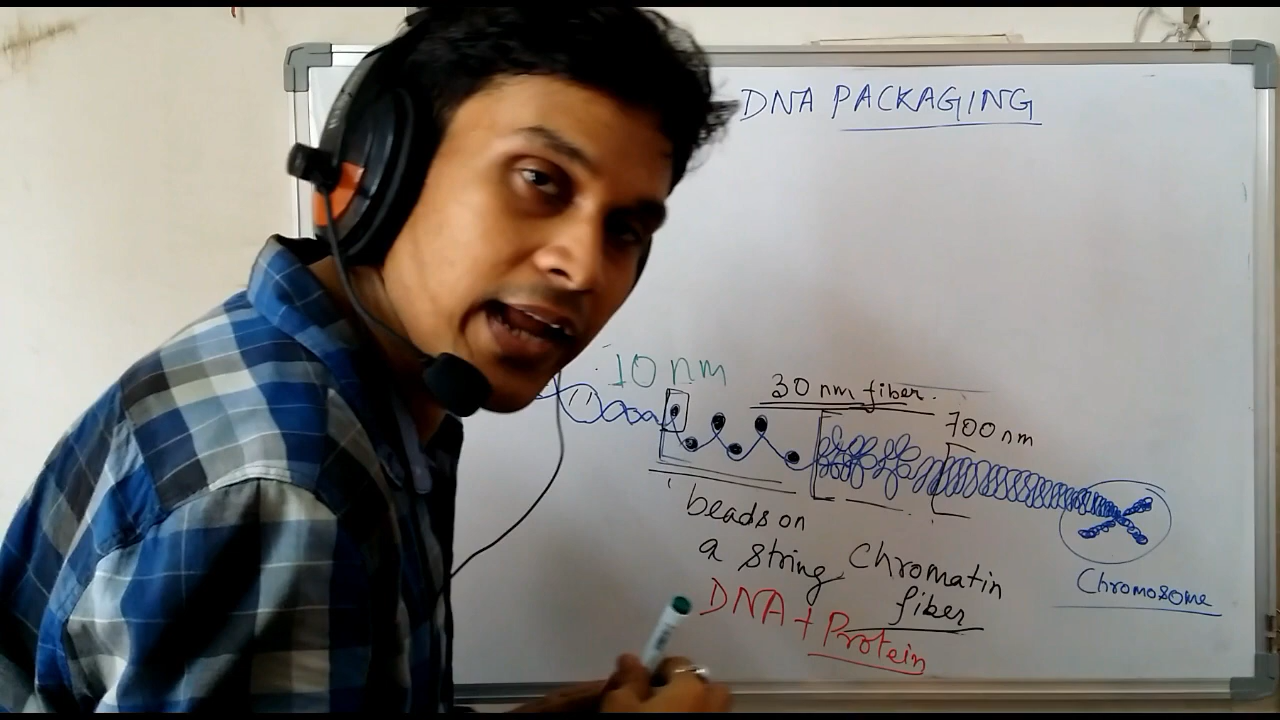 DNA PACKAGING
10 nm
30 nm fiber.
700 nm
beads on
a string
Chromatin
fiber
Chromosome
DNA + Protein